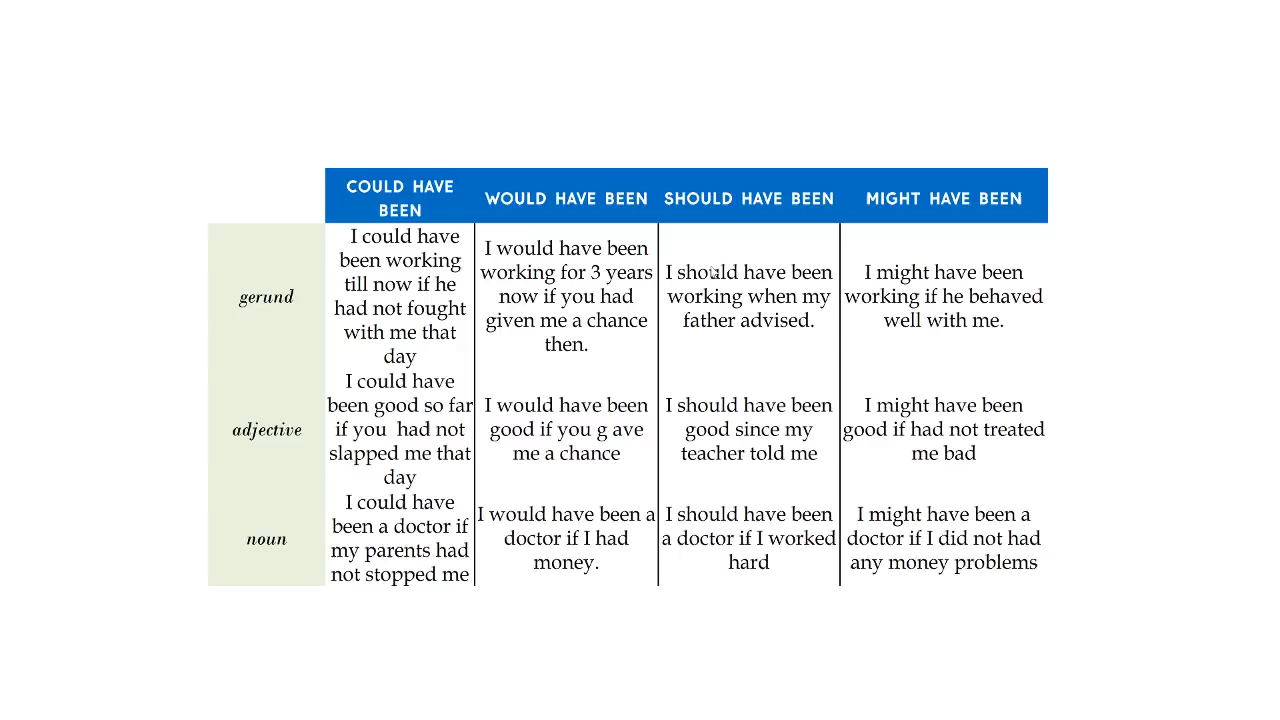 COULD HAVE
BEEN
WOULD HAVE BEEN
SHOULD HAVE BEEN
MIGHT HAVE BEEN
gerund
I could have
been working
till now if he
had not fought
with me that
day
I would have been
working for 3 years
now if you had
given me a chance
then.
I should have been
working when my
father advised.
I might have been
working if he behaved
well with me.
adjective
I could have
been good so far
if you had not
slapped me that
day
I would have been
good if you g ave
me a chance
I should have been
good since my
teacher told me
I might have been
good if had not treated
me bad
noun
I could have
been a doctor if
my parents had
not stopped me
I would have been a
doctor if I had
money.
I should have been
a doctor if I worked
hard
I might have been a
doctor if I did not had
any money problems